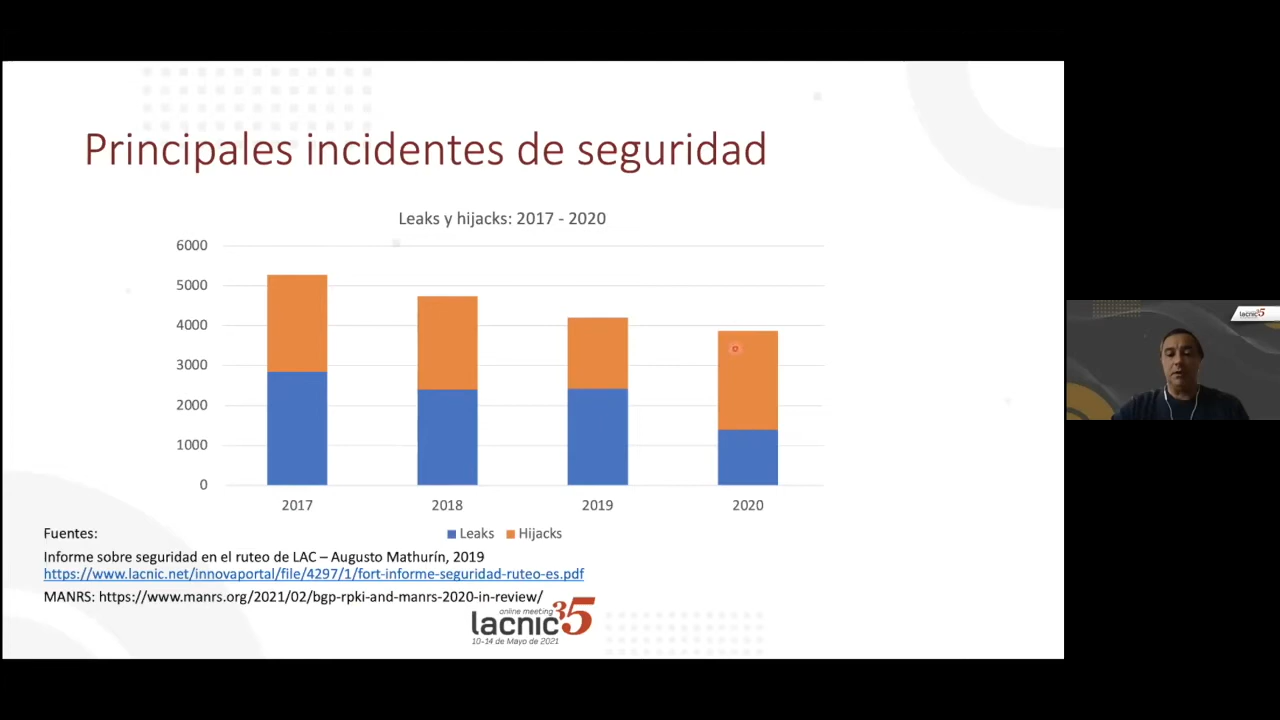 Principales incidentes de seguridad
Leaks y hijacks: 2017 - 2020
6000
5000
4000
3000
2000
1000
0
2017 2018 2019 2020
Leaks Hijacks
Fuentes:
Informe sobre seguridad en el ruteo de LAC – Augusto Mathurín, 2019
https://www.lacnic.net/innovaportal/file/4297/1/fort-informe-seguridad-ruteo-es.pdf
MANRS: https://www.manrs.org/2021/02/bgp-rpki-and-manrs-2020-in-review/
online meeting
lacnic35
10-14 de Mayo de 2021
lacnic35